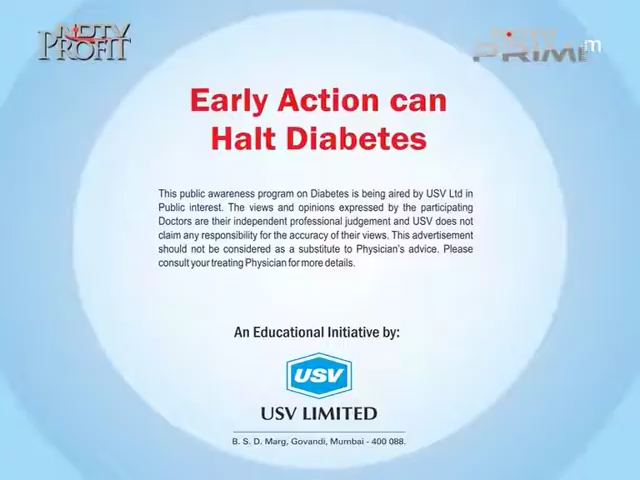 NDTV
PROFIT
NDTV
PRIME
m
Early Action can
Halt Diabetes
This public awareness program on Diabetes is being aired by USV Ltd in
Public interest. The views and opinions expressed by the participating
Doctors are their independent professional judgement and USV does not
claim any responsibility for the accuracy of their views. This advertisement
should not be considered as a substitute to Physician's advice. Please
consult your treating Physician for more details.
An Educational Initiative by:
USV
USV LIMITED
B. S. D. Marg, Govandi, Mumbai - 400 088.